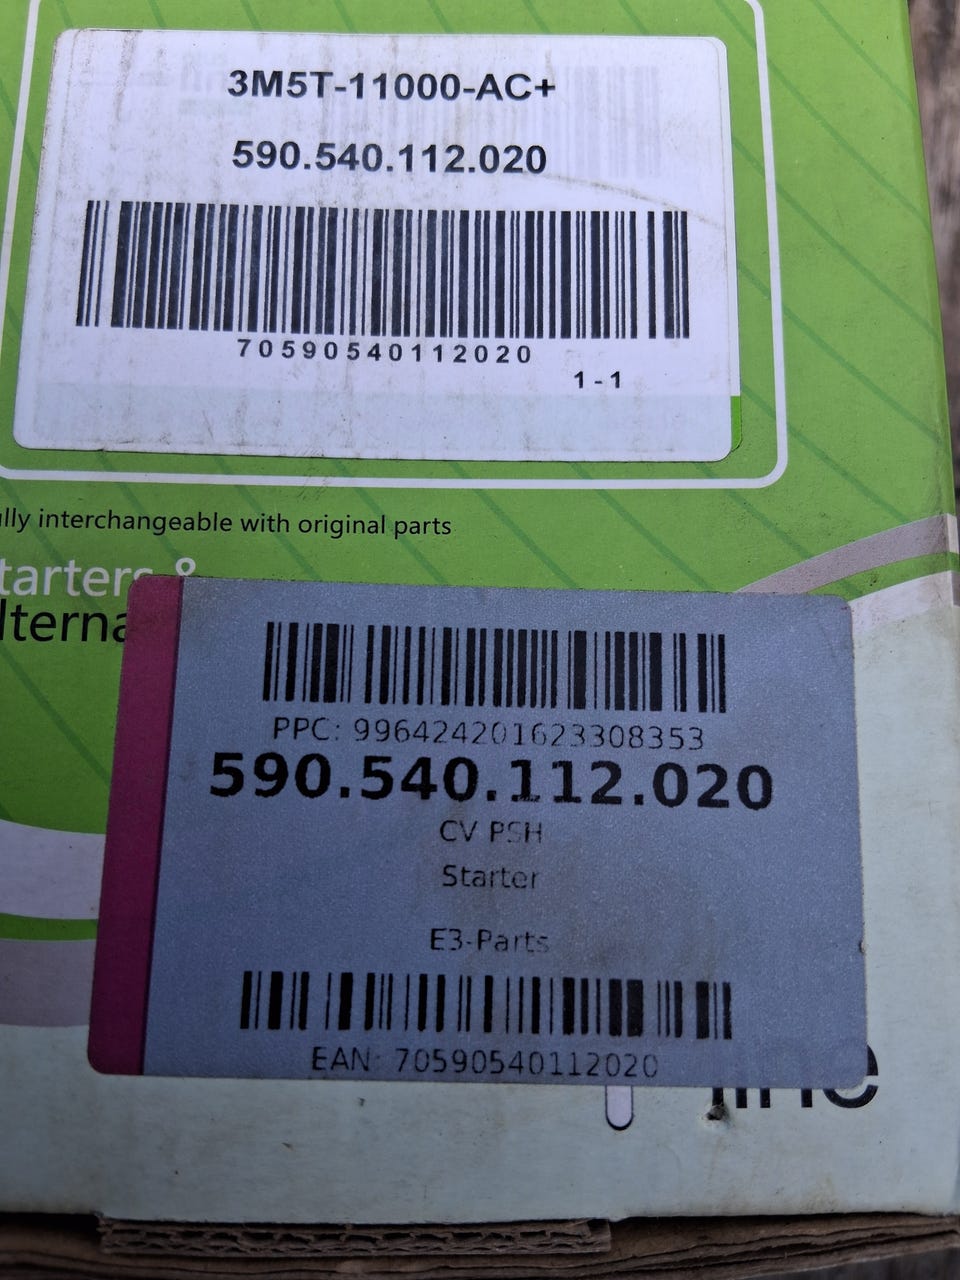 3M5T-11000-AC+
590.540.112.020
70590540112020
1-1
lly interchangeable with original parts
tarters &
lterna
PPC: 996424201623308353
590.540.112.020
CV PSH
Starter
E3-Parts
EAN: 70590540112020
line